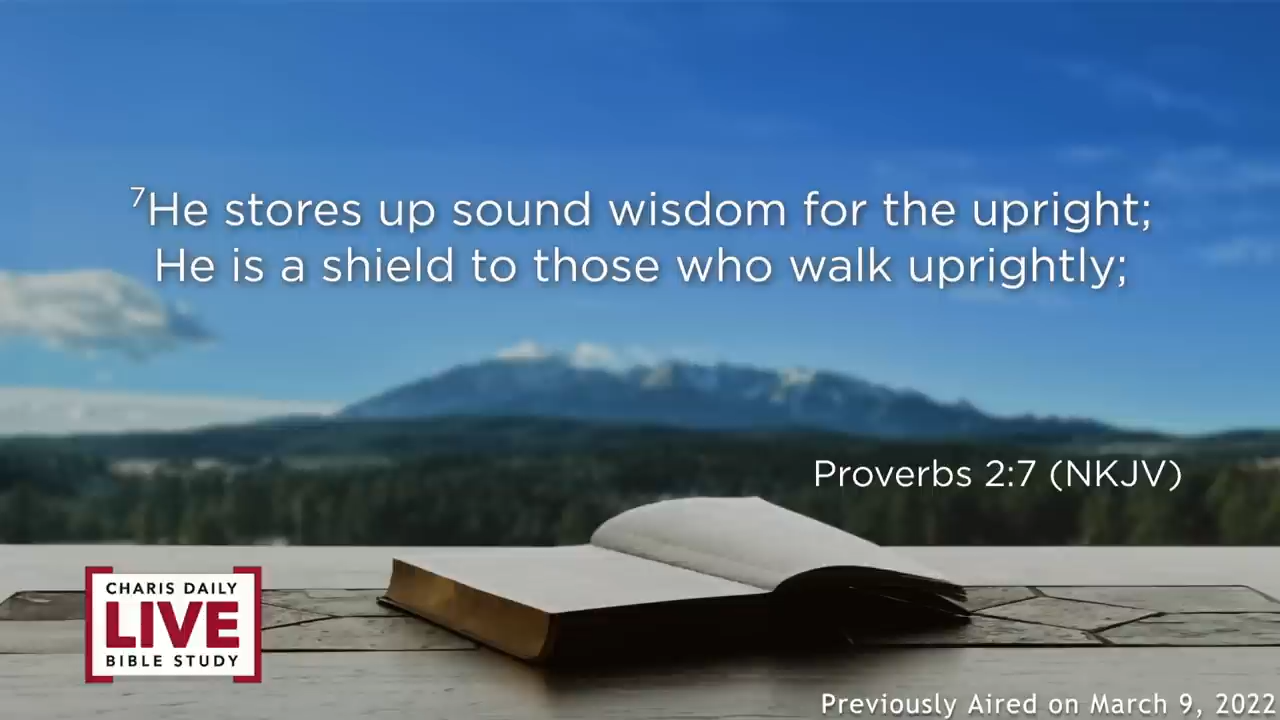 ⁷He stores up sound wisdom for the upright;
He is a shield to those who walk uprightly;
Proverbs 2:7 (NKJV)
CHARIS DAILY
LIVE
BIBLE STUDY
Previously Aired on March 9, 2022